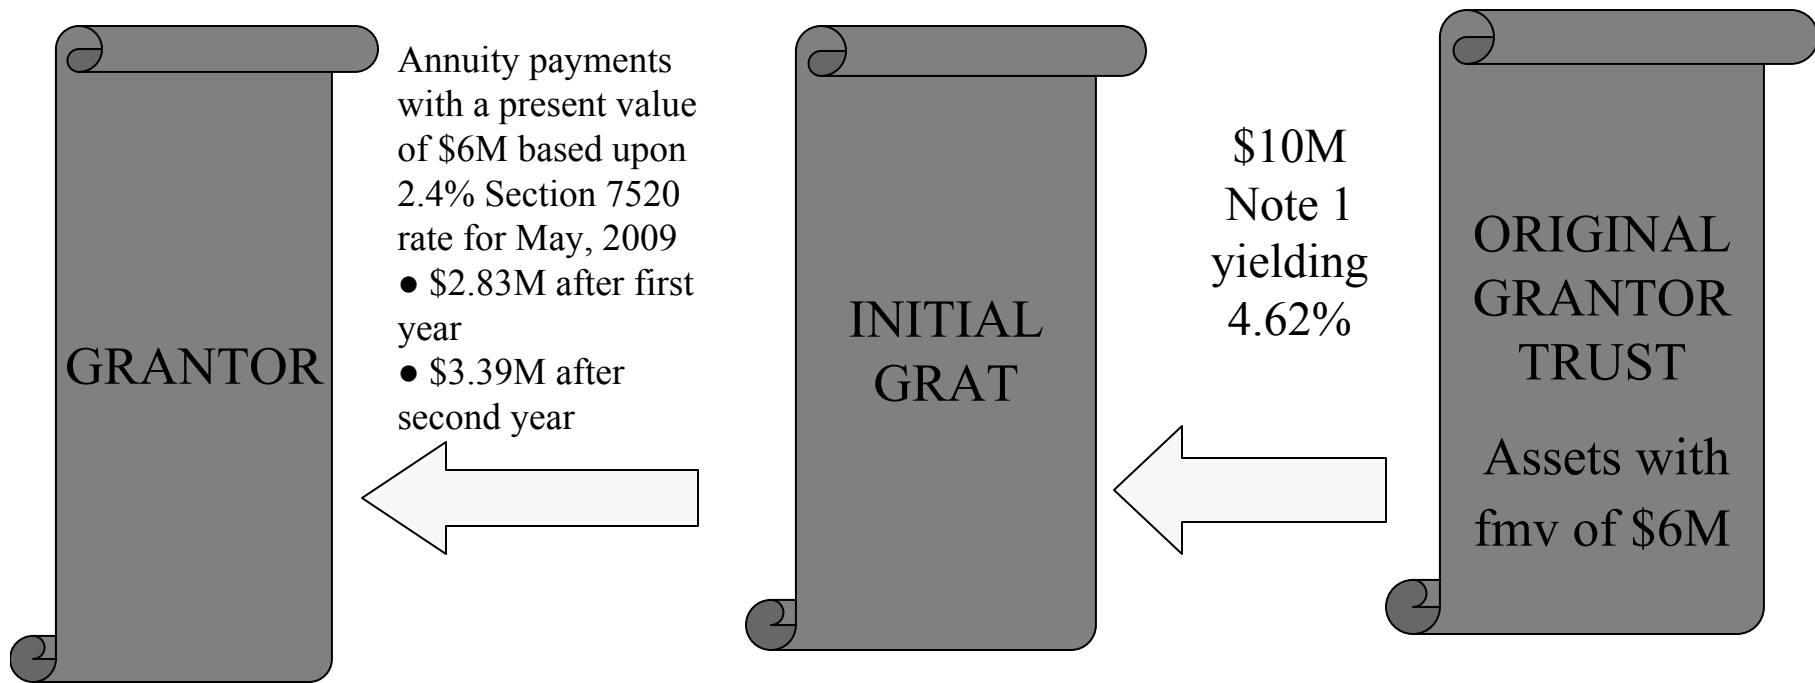 GRANTOR
Annuity payments
with a present value
of $6M based upon
2.4% Section 7520
rate for May, 2009
● $2.83M after first
year
● $3.39M after
second year
INITIAL
GRAT
$10M
Note 1
yielding
4.62%
ORIGINAL
GRANTOR
TRUST
Assets with
fmv of $6M